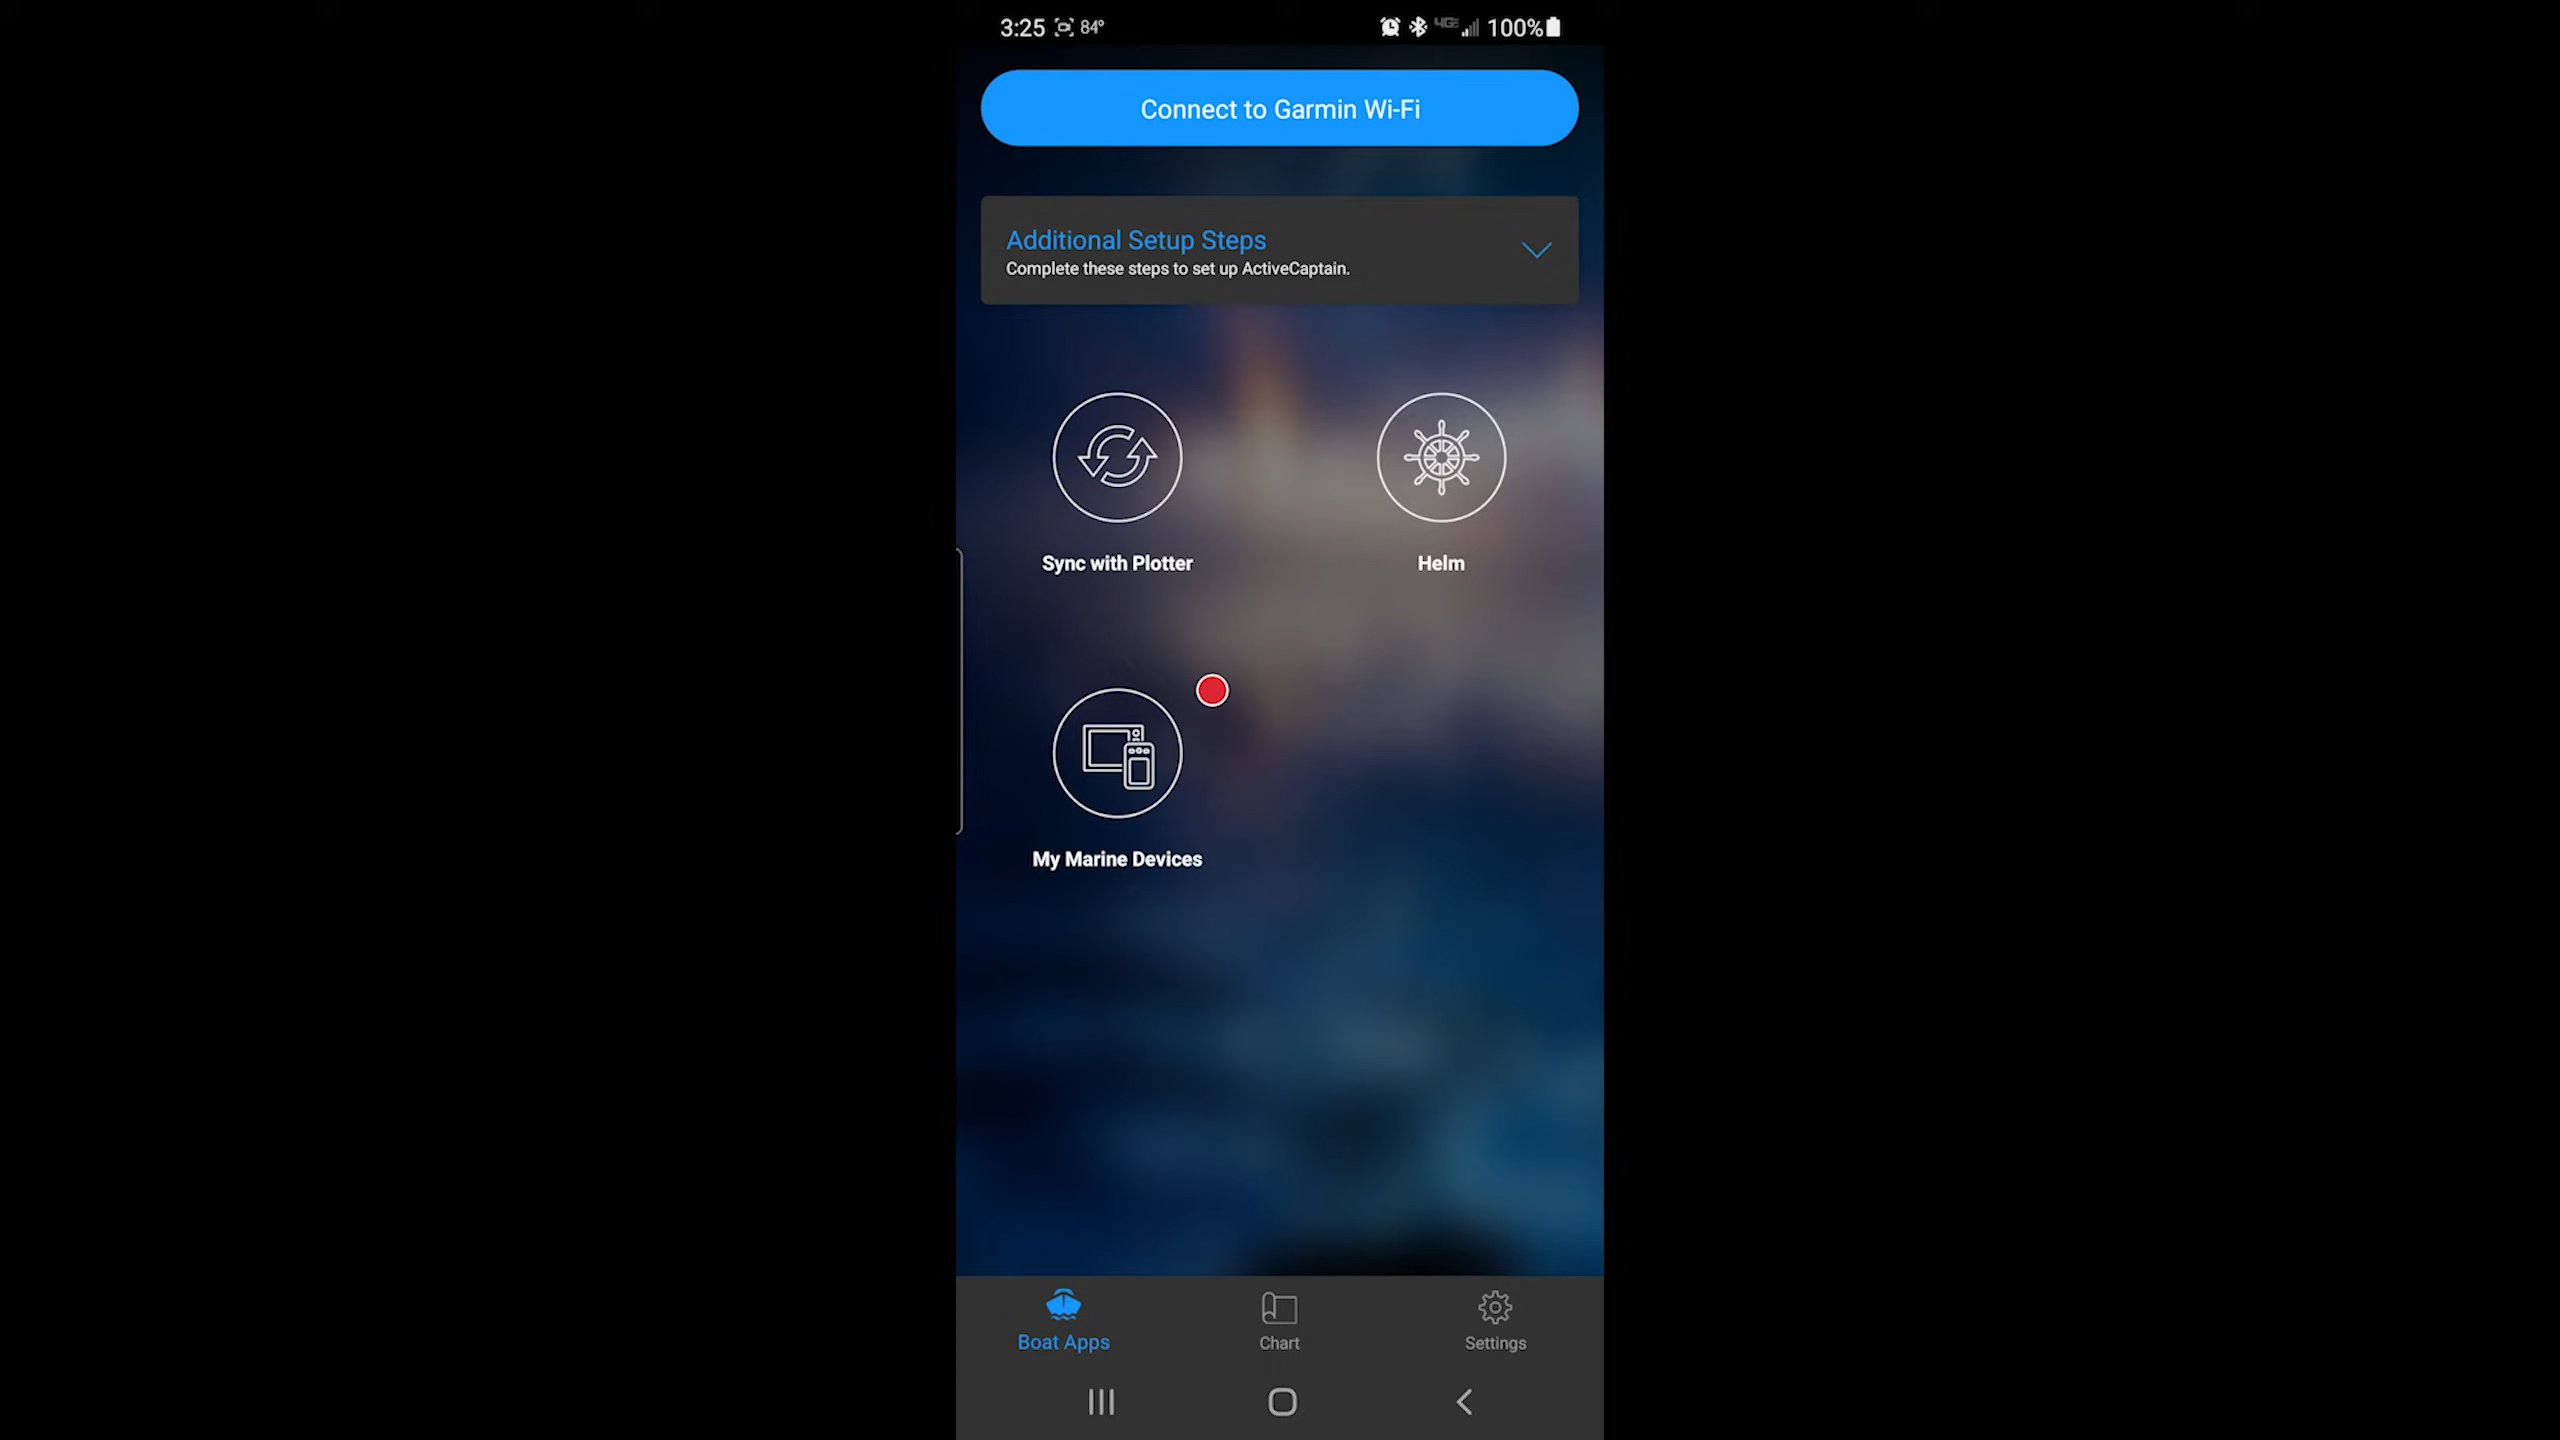 3:25 84° 100%
Connect to Garmin Wi-Fi
Additional Setup Steps
Complete these steps to set up ActiveCaptain.
Sync with Plotter
Helm
My Marine Devices
Boat Apps
Chart
Settings